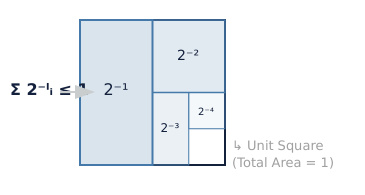 Σ 2⁻ˡᵢ ≤ 1
2⁻¹
2⁻²
2⁻³
2⁻⁴
↳ Unit Square
(Total Area = 1)